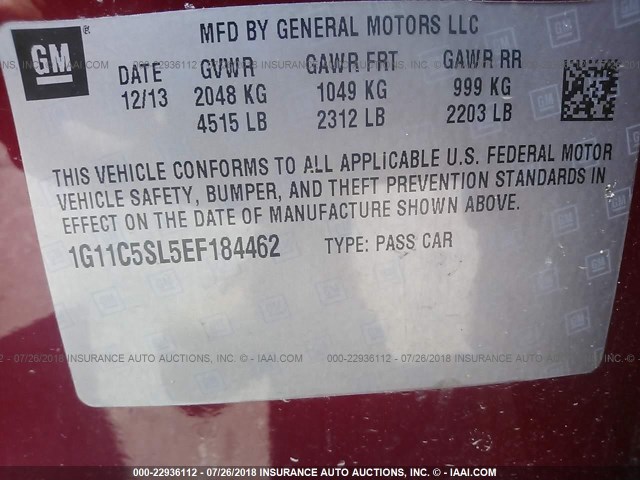 GM ®
MFD BY GENERAL MOTORS LLC
DATE GVWR GAWR FRT GAWR RR
12/13 2048 KG 1049 KG 999 KG
4515 LB 2312 LB 2203 LB
THIS VEHICLE CONFORMS TO ALL APPLICABLE U.S. FEDERAL MOTOR
VEHICLE SAFETY, BUMPER, AND THEFT PREVENTION STANDARDS IN
EFFECT ON THE DATE OF MANUFACTURE SHOWN ABOVE.
1G11C5SL5EF184462 TYPE: PASS CAR
000-22936112 - 07/26/2018 INSURANCE AUTO AUCTIONS, INC. © - IAAI.COM